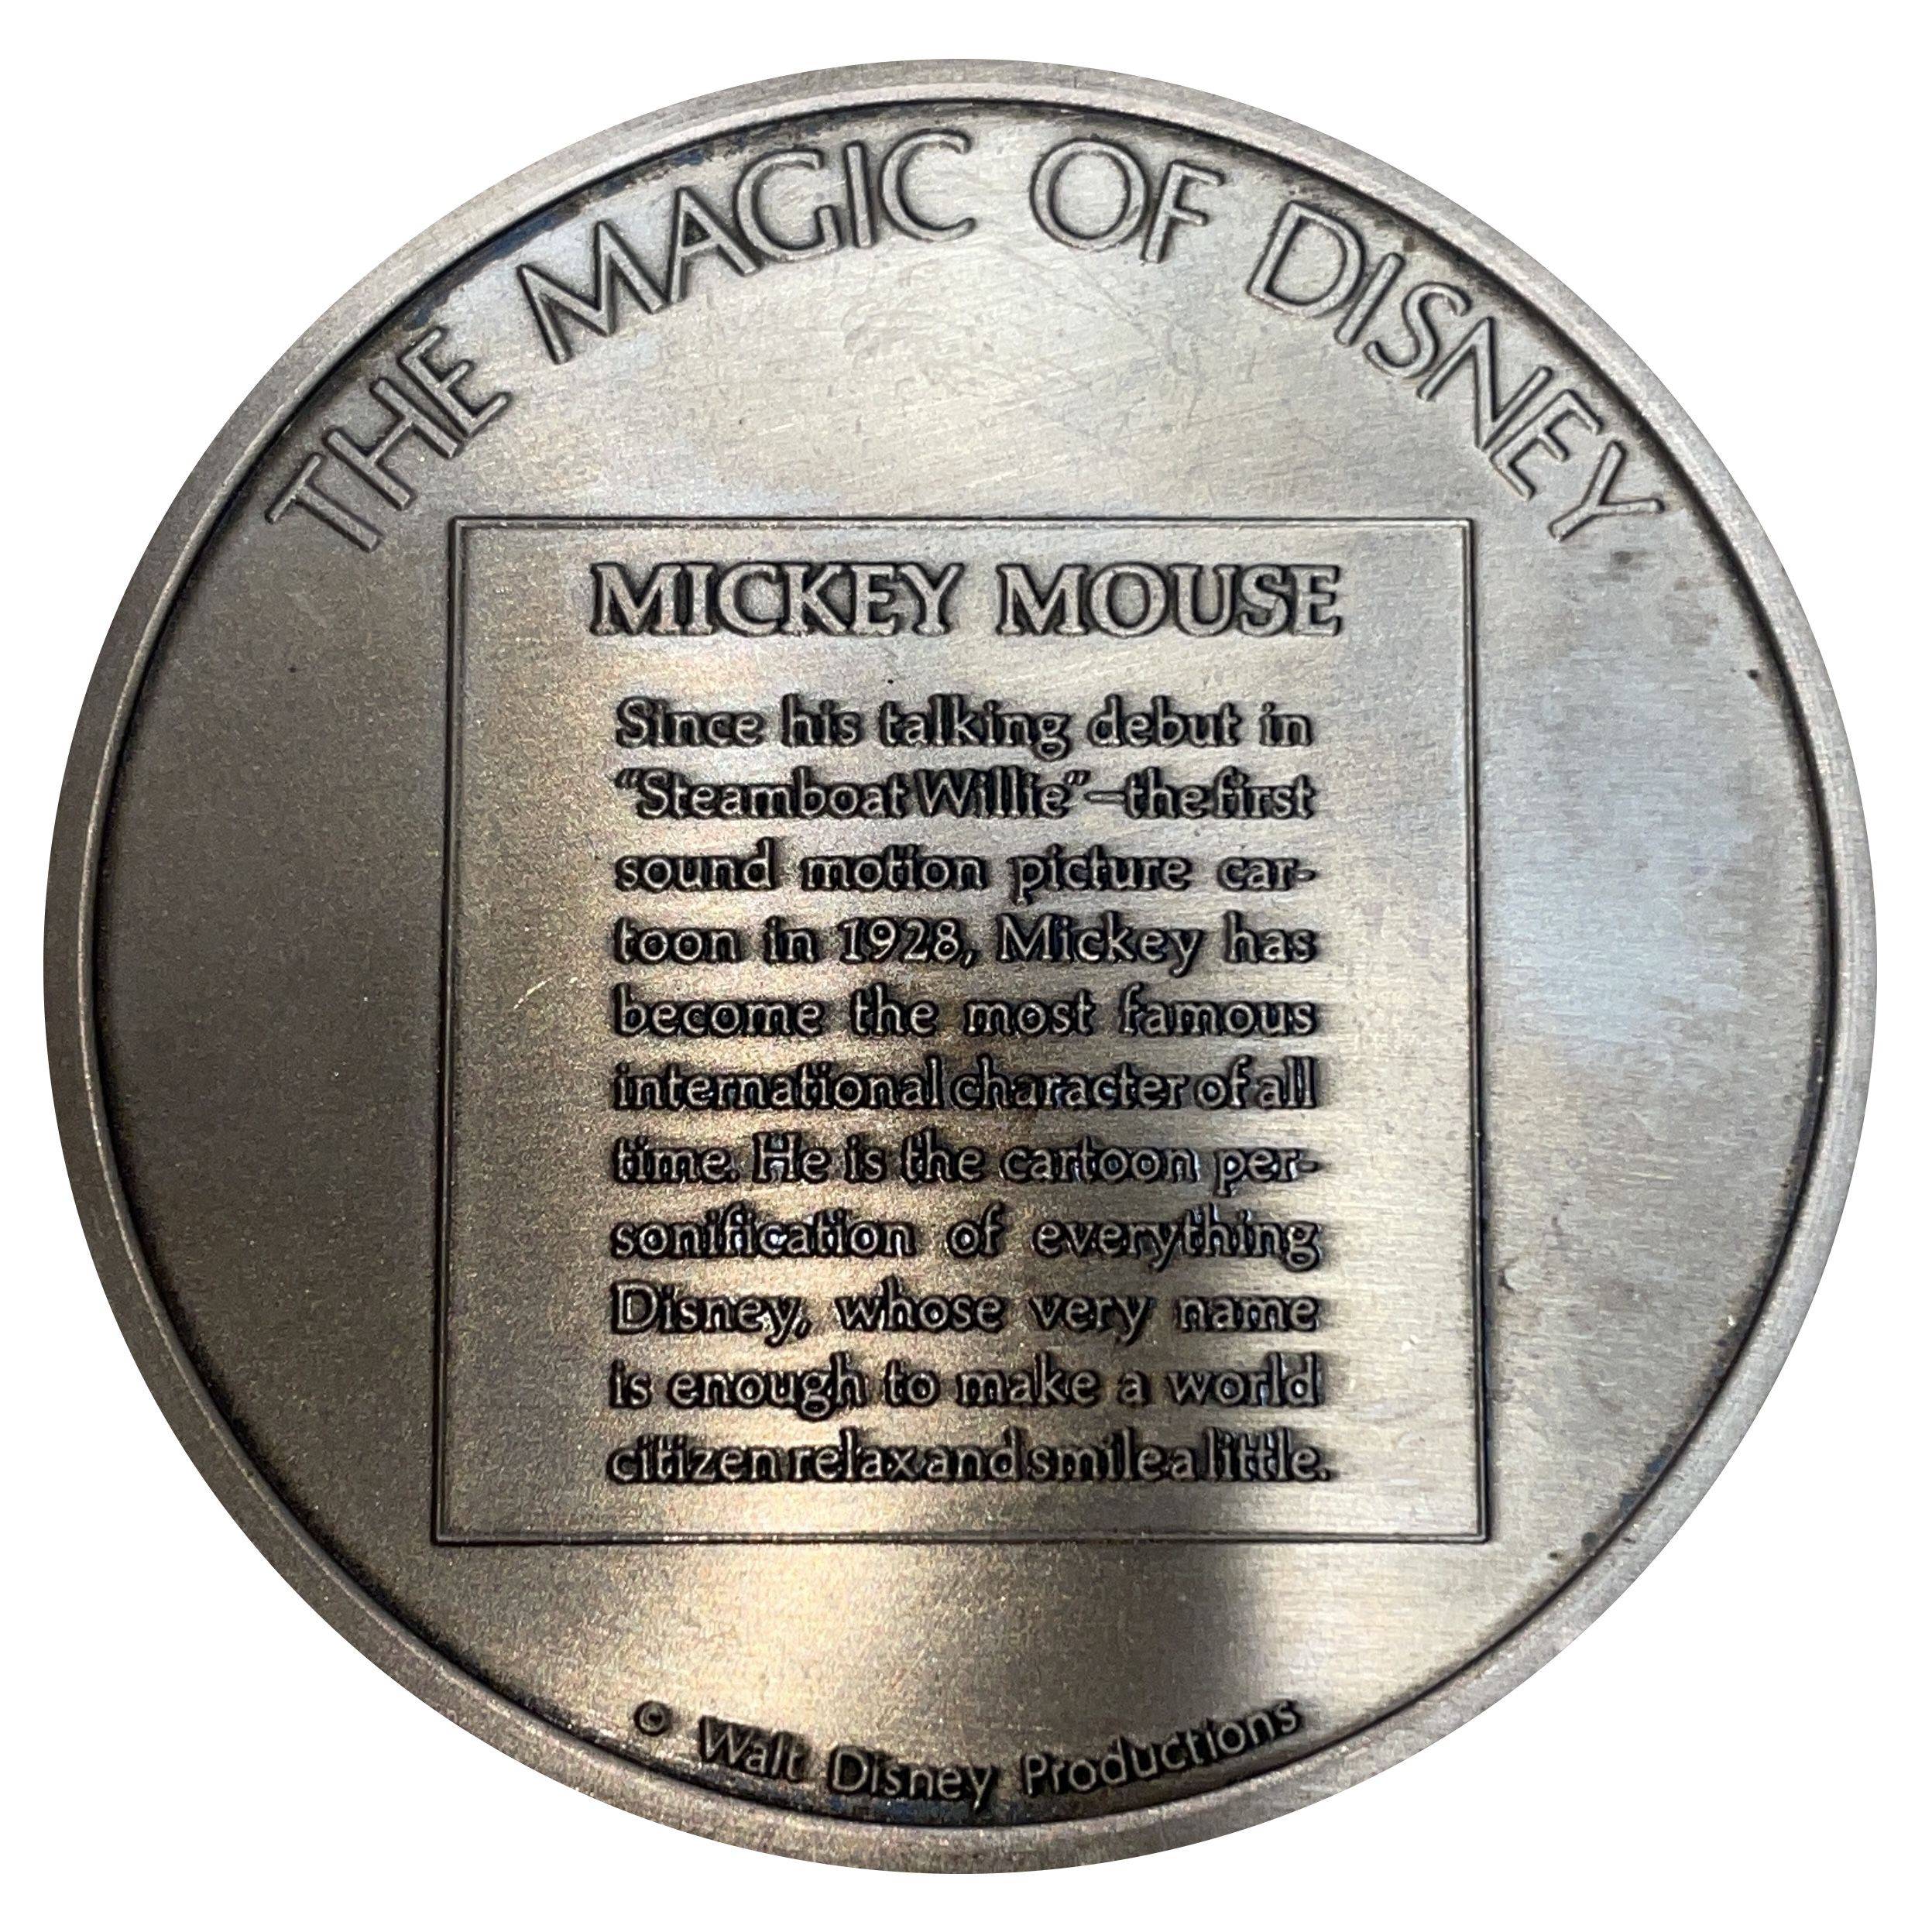 THE MAGIC OF DISNEY
MICKEY MOUSE
Since his talking debut in
“Steamboat Willie”—the first
sound motion picture car-
toon in 1928, Mickey has
become the most famous
international character of all
time. He is the cartoon per-
sonification of everything
Disney, whose very name
is enough to make a world
citizen relax and smile a little.
© Walt Disney Productions